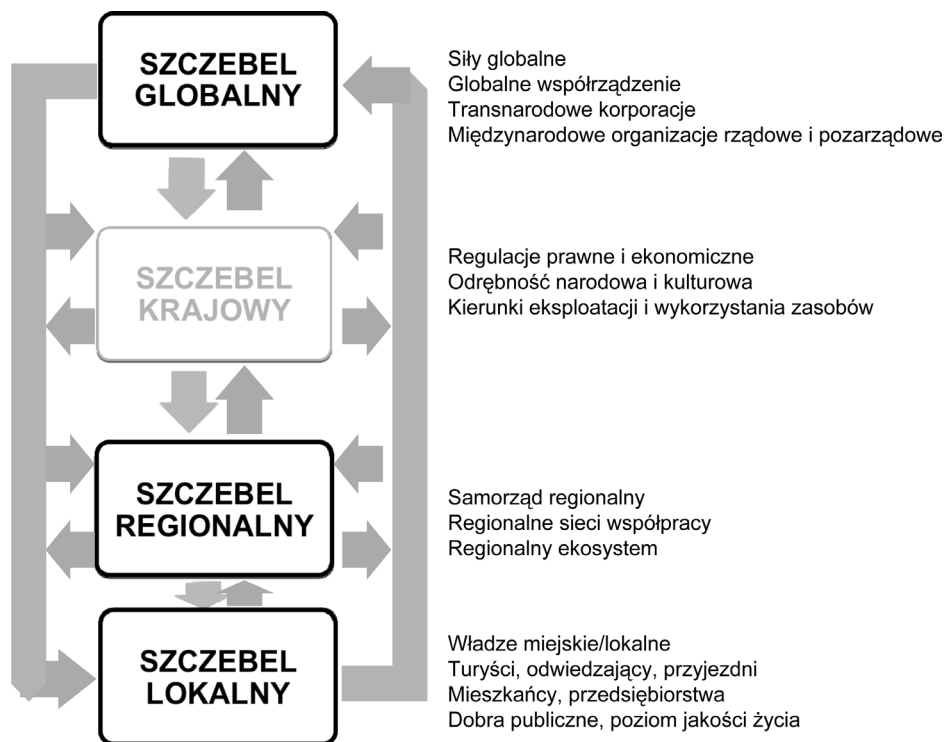 SZCZEBEL
GLOBALNY
Siły globalne
Globalne współrządzenie
Transnarodowe korporacje
Międzynarodowe organizacje rządowe i pozarządowe
SZCZEBEL
KRAJOWY
Regulacje prawne i ekonomiczne
Odrębność narodowa i kulturowa
Kierunki eksploatacji i wykorzystania zasobów
SZCZEBEL
REGIONALNY
Samorząd regionalny
Regionalne sieci współpracy
Regionalny ekosystem
SZCZEBEL
LOKALNY
Władze miejskie/lokalne
Turyści, odwiedzający, przyjezdni
Mieszkańcy, przedsiębiorstwa
Dobra publiczne, poziom jakości życia